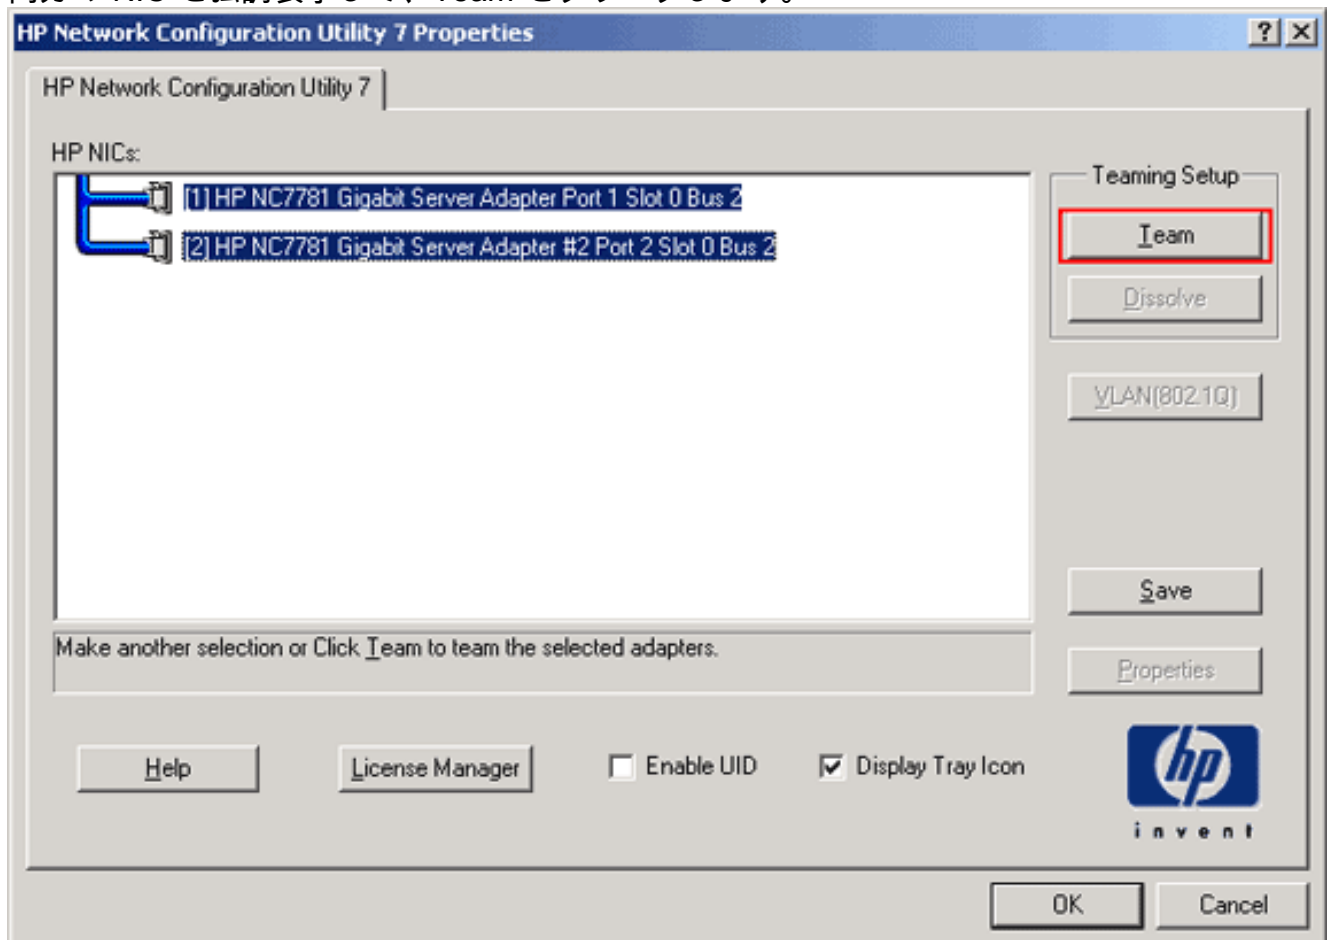 HP Network Configuration Utility 7 Properties
HP Network Configuration Utility 7
HP NICs:
[1] HP NC7781 Gigabit Server Adapter Port 1 Slot 0 Bus 2
[2] HP NC7781 Gigabit Server Adapter #2 Port 2 Slot 0 Bus 2
Teaming Setup
Team
Dissolve
VLAN(802.1Q)
Save
Make another selection or Click Team to team the selected adapters.
Properties
Help
License Manager
Enable UID
Display Tray Icon
hp
invent
OK
Cancel